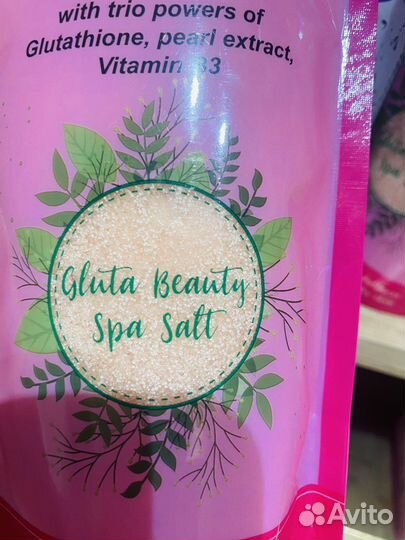 with trio powers of
Glutathione, pearl extract,
Vitamin B3
Gluta Beauty
Spa Salt
Avito